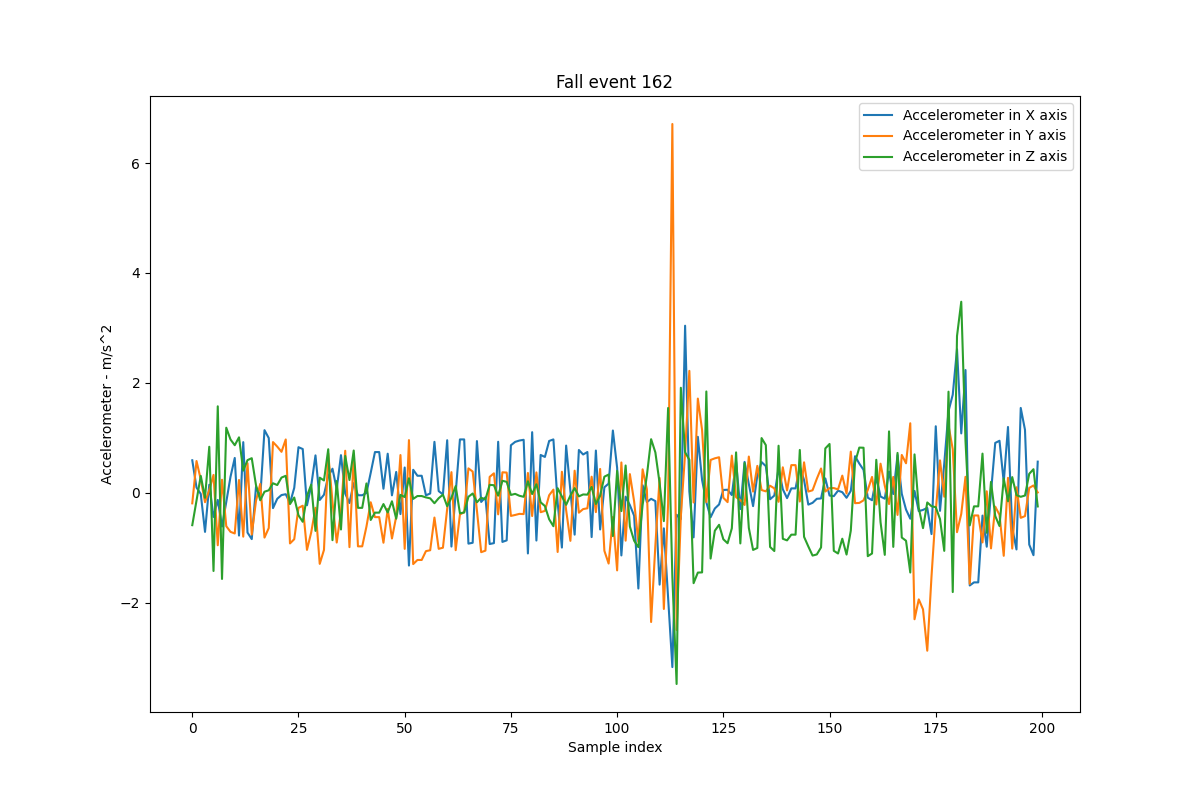 Fall event 162
Accelerometer in X axis
Accelerometer in Y axis
Accelerometer in Z axis
Accelerometer - m/s^2
6
4
2
0
−2
0 25 50 75 100 125 150 175 200
Sample index